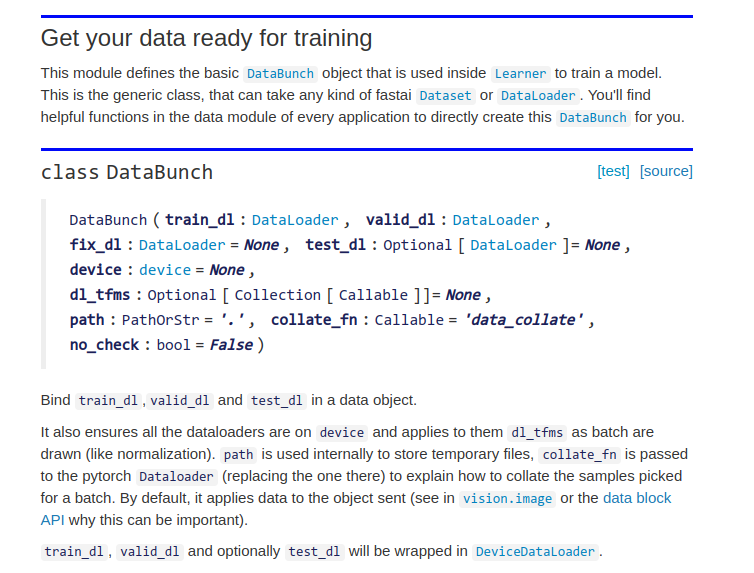 Get your data ready for training
This module defines the basic DataBunch object that is used inside Learner to train a model.
This is the generic class, that can take any kind of fastai Dataset or DataLoader. You'll find
helpful functions in the data module of every application to directly create this DataBunch for you.
class DataBunch [test] [source]
DataBunch ( train_dl : DataLoader , valid_dl : DataLoader ,
fix_dl : DataLoader = None , test_dl : Optional [ DataLoader ]= None ,
device : device = None ,
dl_tfms : Optional [ Collection [ Callable ]]= None ,
path : PathOrStr = '.' , collate_fn : Callable = 'data_collate' ,
no_check : bool = False )
Bind train_dl, valid_dl and test_dl in a data object.
It also ensures all the dataloaders are on device and applies to them dl_tfms as batch are
drawn (like normalization). path is used internally to store temporary files, collate_fn is passed
to the pytorch Dataloader (replacing the one there) to explain how to collate the samples picked
for a batch. By default, it applies data to the object sent (see in vision.image or the data block
API why this can be important).
train_dl, valid_dl and optionally test_dl will be wrapped in DeviceDataLoader.